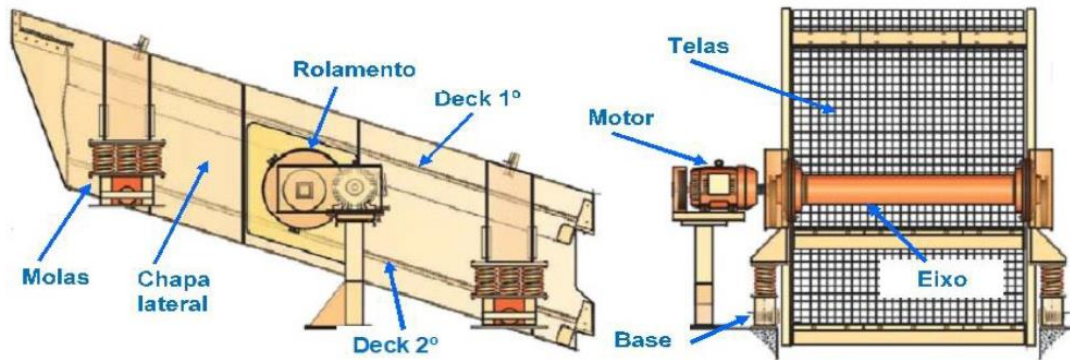 Rolamento
Deck 1º
Molas
Chapa
lateral
Deck 2º
Telas
Motor
Eixo
Base